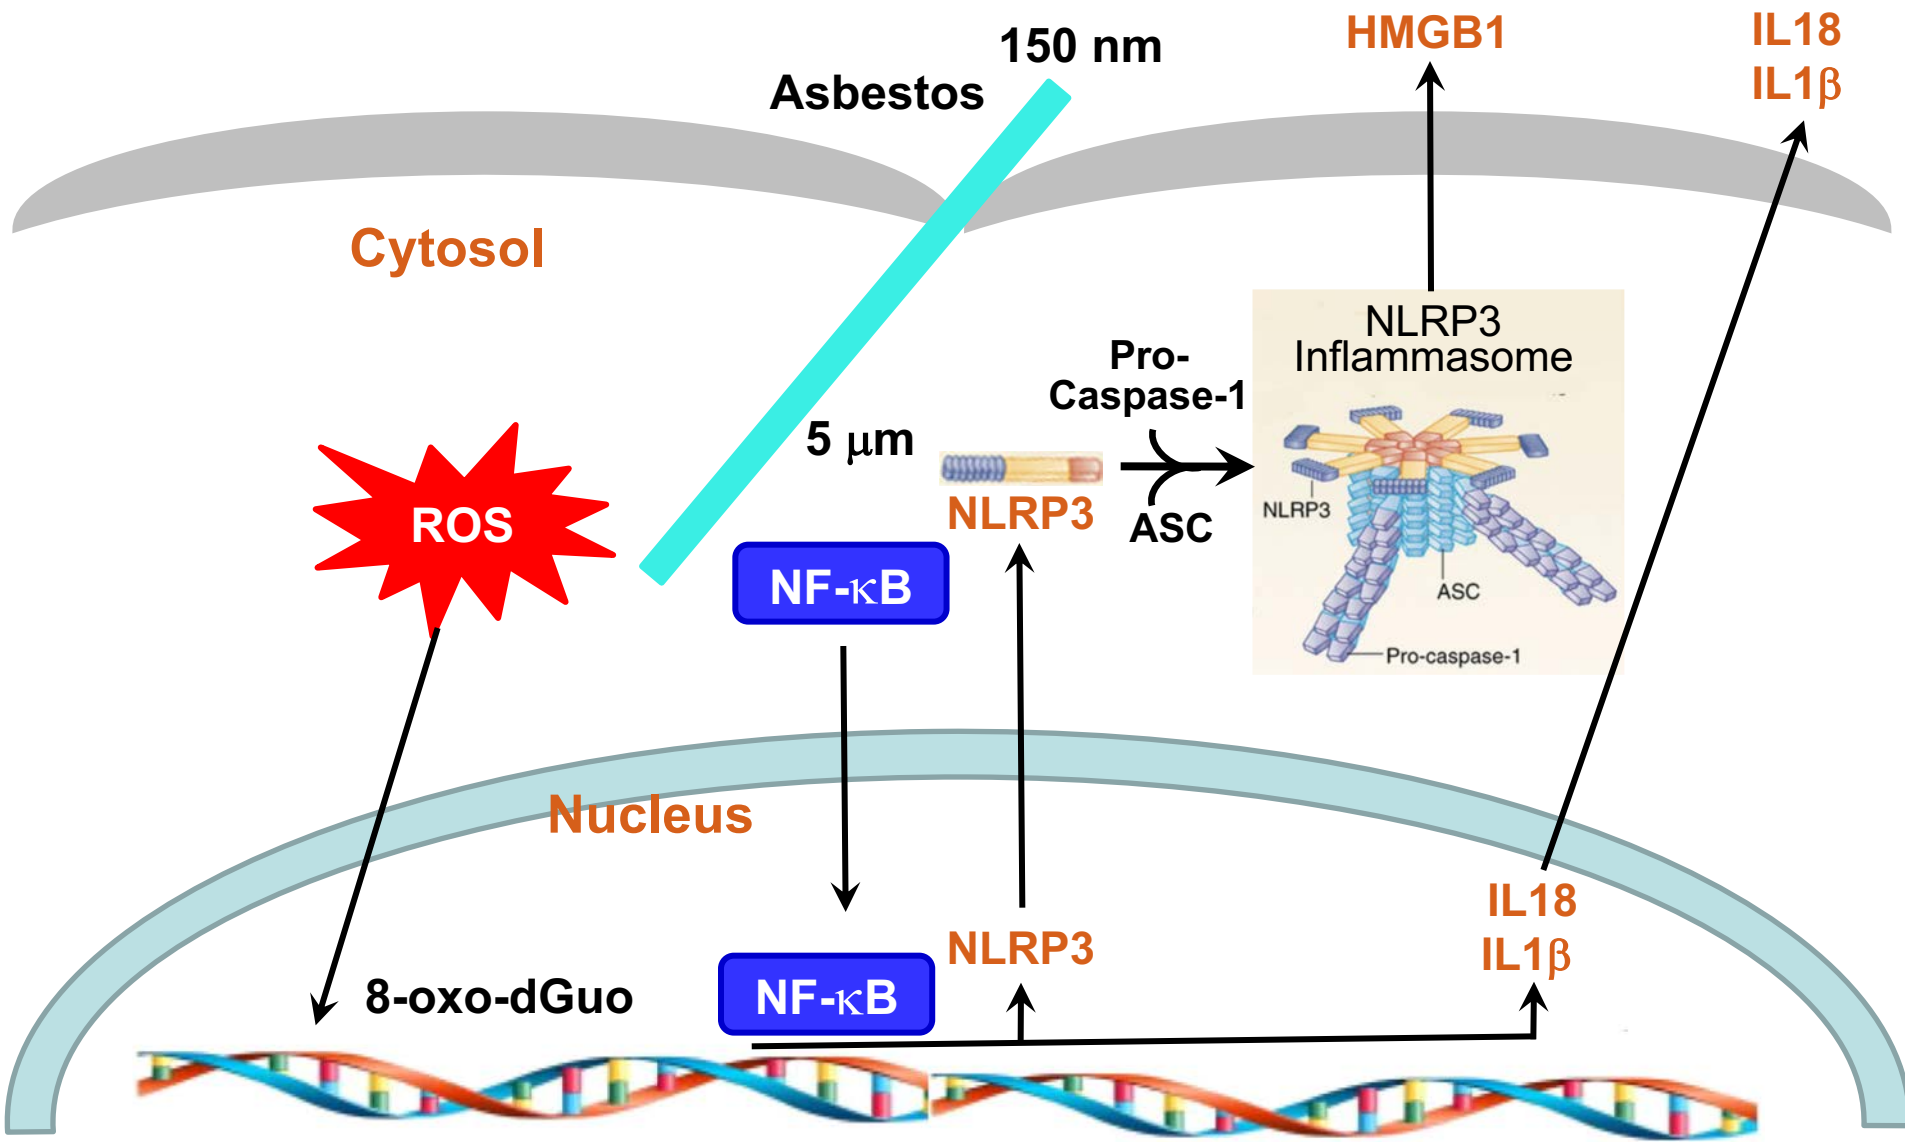 150 nm
Asbestos
HMGB1
IL18
IL1β
Cytosol
NLRP3
Inflammasome
Pro-
Caspase-1
5 μm
NLRP3
ASC
ROS
NF-κB
NLRP3
ASC
Pro-caspase-1
Nucleus
IL18
IL1β
NLRP3
8-oxo-dGuo
NF-κB